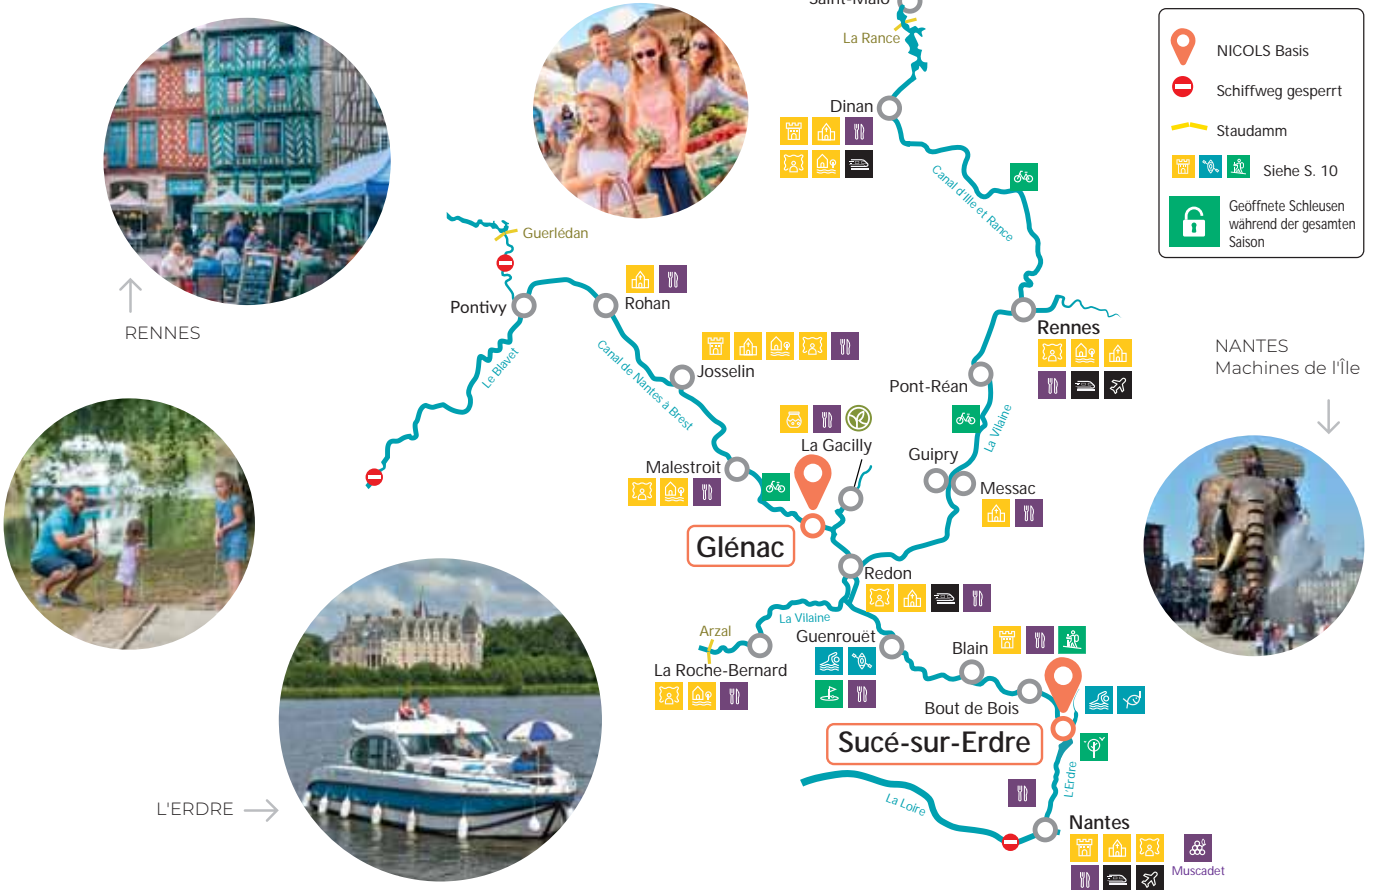 Saint-Malo
La Rance
Dinan
Canal d'Ille et Rance
NICOLS Basis
Schiffweg gesperrt
Staudamm
Siehe S. 10
Geöffnete Schleusen
während der gesamten
Saison
Guerlédan
Pontivy
Rohan
RENNES
Le Blavet
Canal de Nantes à Brest
Josselin
Rennes
Pont-Réan
La Vilaine
NANTES
Machines de l'Île
La Gacilly
Guipry
Malestroit
Messac
Glénac
Redon
La Vilaine
Arzal
Guenrouët
La Roche-Bernard
Blain
Bout de Bois
Sucé-sur-Erdre
L'Erdre
La Loire
L'ERDRE
Nantes
Muscadet